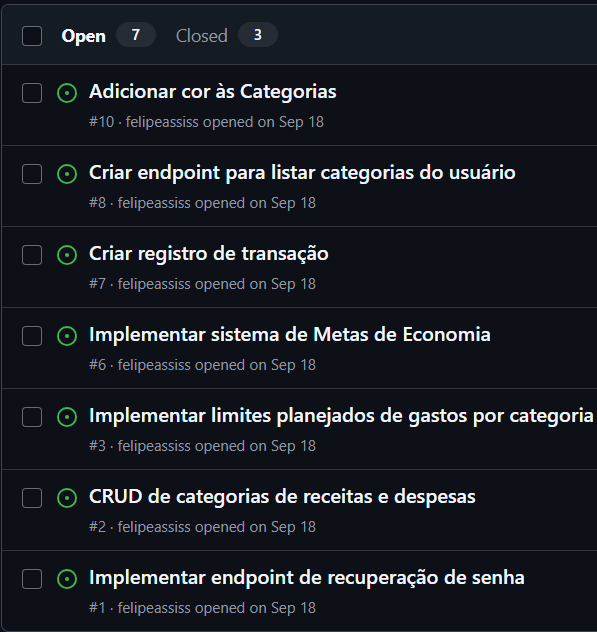 Open 7 Closed 3
Adicionar cor às Categorias
#10 · felipeassiss opened on Sep 18
Criar endpoint para listar categorias do usuário
#8 · felipeassiss opened on Sep 18
Criar registro de transação
#7 · felipeassiss opened on Sep 18
Implementar sistema de Metas de Economia
#6 · felipeassiss opened on Sep 18
Implementar limites planejados de gastos por categoria
#3 · felipeassiss opened on Sep 18
CRUD de categorias de receitas e despesas
#2 · felipeassiss opened on Sep 18
Implementar endpoint de recuperação de senha
#1 · felipeassiss opened on Sep 18